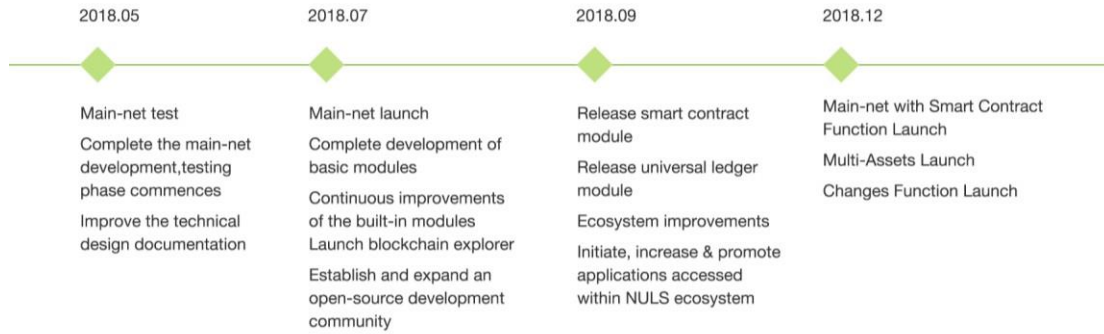 2018.05
Main-net test
Complete the main-net
development,testing
phase commences
Improve the technical
design documentation
2018.07
Main-net launch
Complete development of
basic modules
Continuous improvements
of the built-in modules
Launch blockchain explorer
Establish and expand an
open-source development
community
2018.09
Release smart contract
module
Release universal ledger
module
Ecosystem improvements
Initiate, increase & promote
applications accessed
within NULS ecosystem
2018.12
Main-net with Smart Contract
Function Launch
Multi-Assets Launch
Changes Function Launch